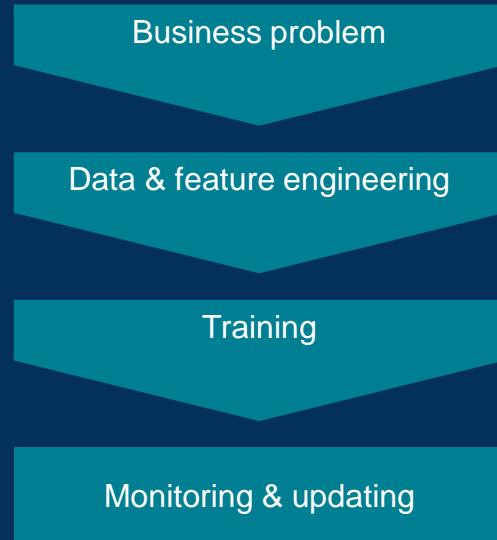 Business problem
Data & feature engineering
Training
Monitoring & updating